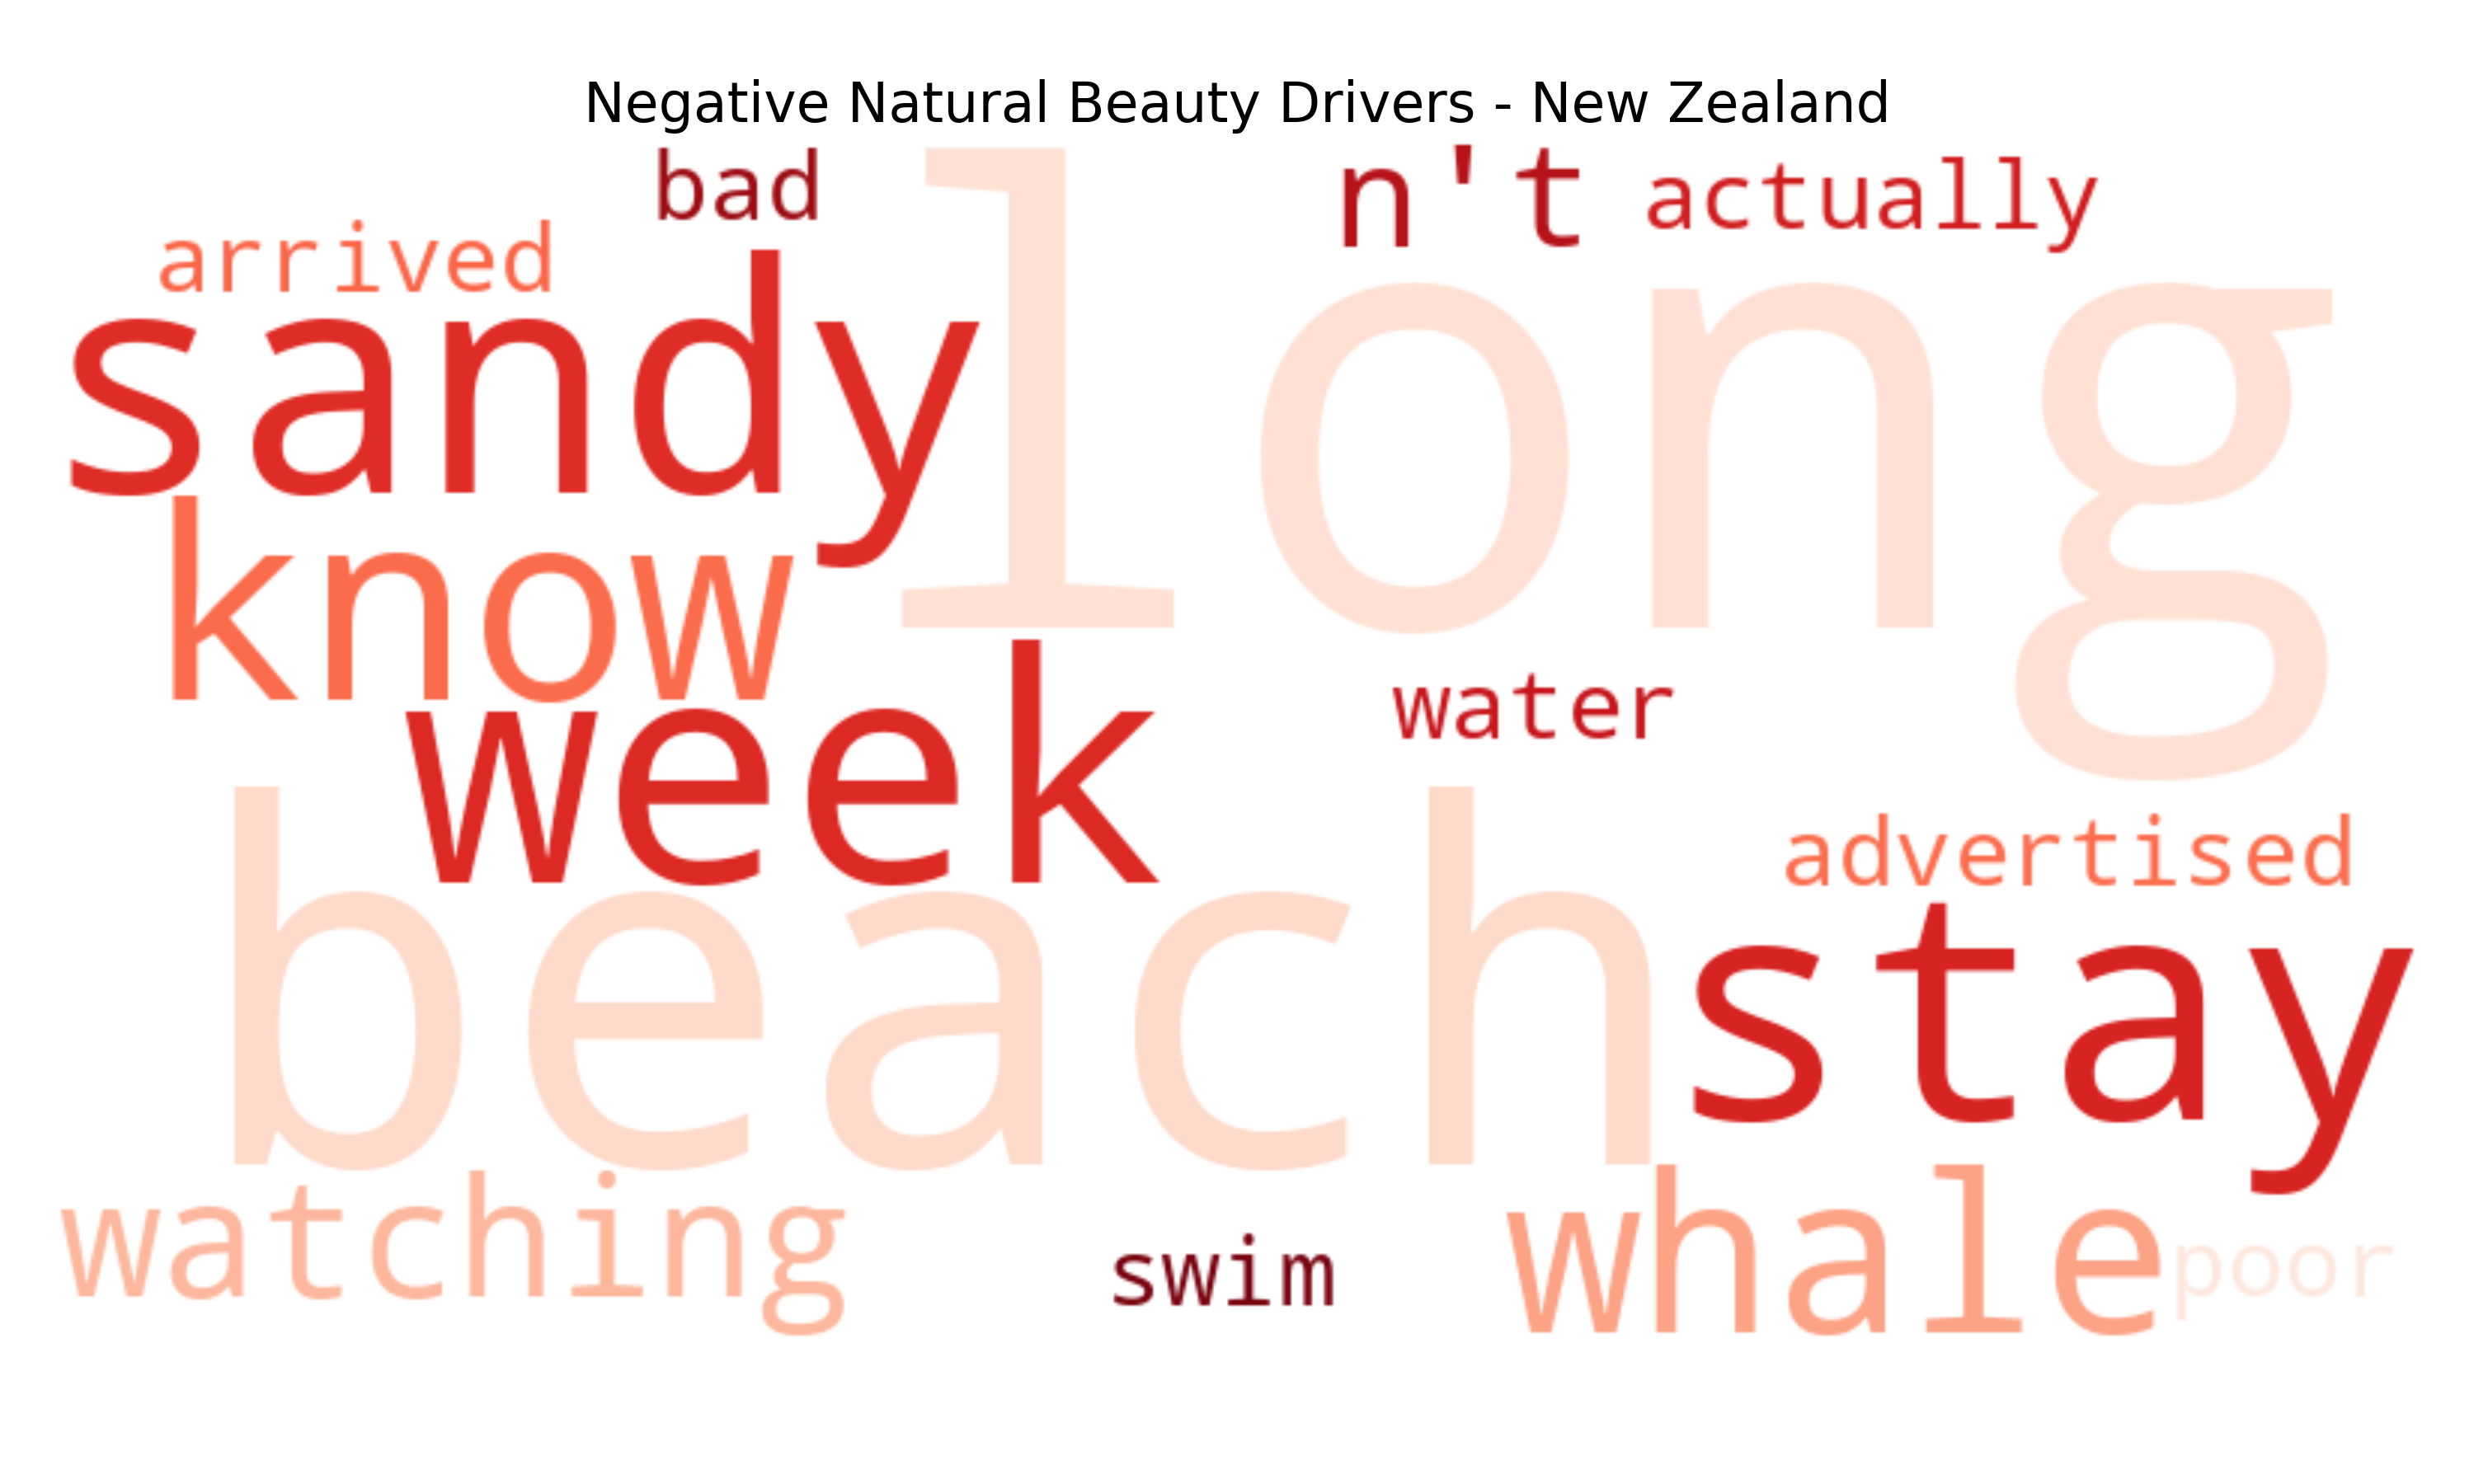 Negative Natural Beauty Drivers - New Zealand
bad
n't
actually
arrived
long
sandy
know
week
water
advertised
beach
stay
watching
swim
whale
poor